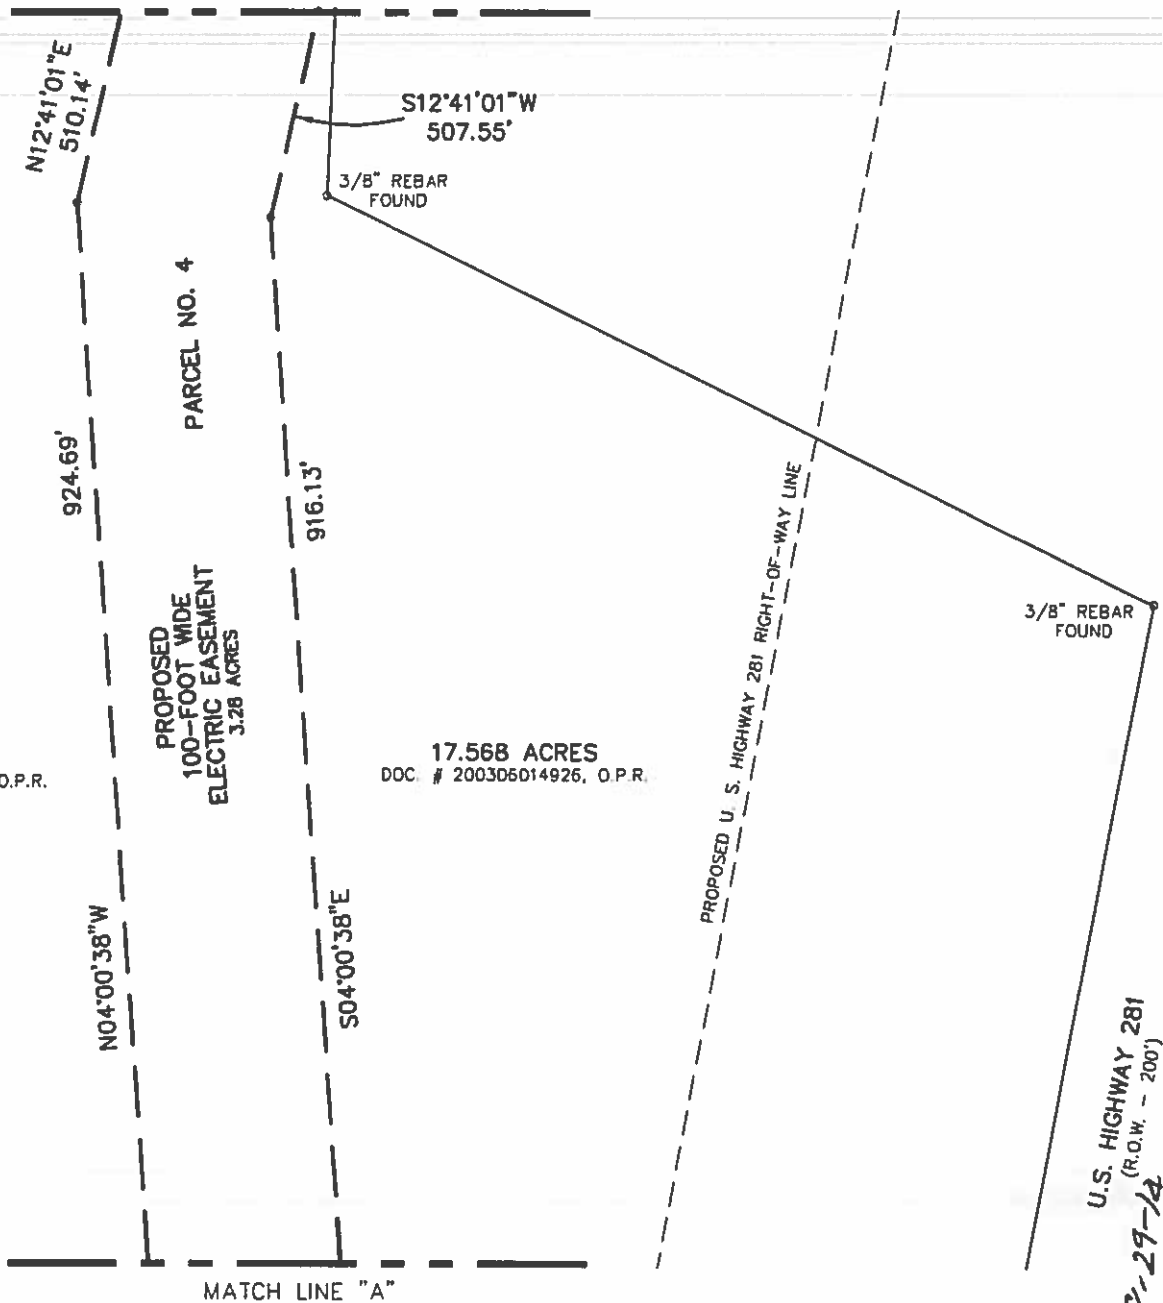 N12°41'01"E
510.14'
S12°41'01"W
507.55'
3/8" REBAR
FOUND
PARCEL NO. 4
924.69'
916.13'
PROPOSED
100-FOOT WIDE
ELECTRIC EASEMENT
3.28 ACRES
O.P.R.
17.568 ACRES
DOC. # 200306014926, O.P.R.
PROPOSED U. S. HIGHWAY 281 RIGHT-OF-WAY LINE
3/8" REBAR
FOUND
N04°00'38"W
S04°00'38"E
U.S. HIGHWAY 281
(R.O.W. - 200')
MATCH LINE "A"